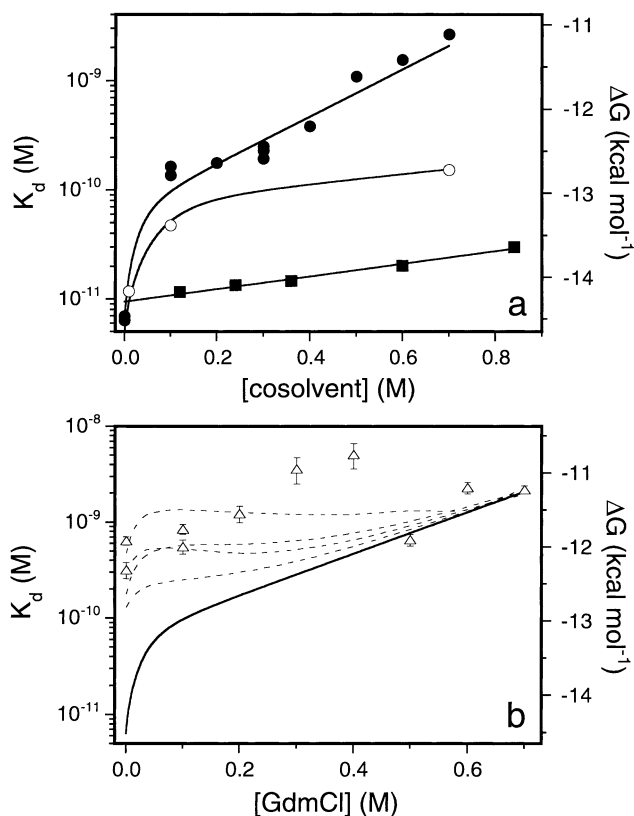 -11
10⁻⁹
-12
K_d (M)
ΔG (kcal mol⁻¹)
10⁻¹⁰
-13
10⁻¹¹
-14
a
0.0 0.2 0.4 0.6 0.8
[cosolvent] (M)
10⁻⁸
-11
10⁻⁹
K_d (M)
-12
ΔG (kcal mol⁻¹)
10⁻¹⁰
-13
10⁻¹¹
-14
b
0.0 0.2 0.4 0.6
[GdmCl] (M)